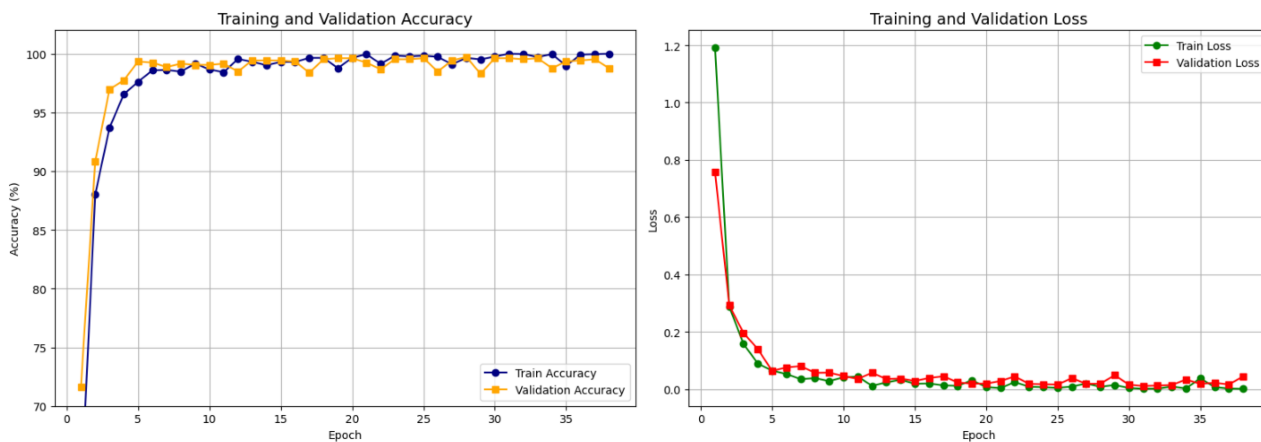 Training and Validation Accuracy
Accuracy (%)
100
95
90
85
80
75
70
0 5 10 15 20 25 30 35
Epoch
Train Accuracy
Validation Accuracy
Training and Validation Loss
Loss
1.2
1.0
0.8
0.6
0.4
0.2
0.0
0 5 10 15 20 25 30 35
Epoch
Train Loss
Validation Loss